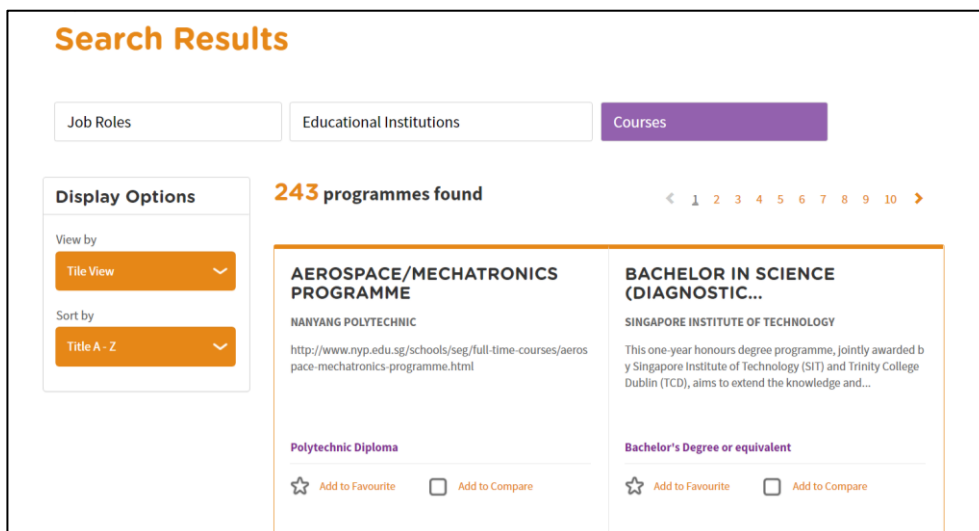 Search Results
Job Roles
Educational Institutions
Courses
Display Options
View by
Tile View
Sort by
Title A - Z
243 programmes found
1 2 3 4 5 6 7 8 9 10
AEROSPACE/MECHATRONICS
PROGRAMME
NANYANG POLYTECHNIC
http://www.nyp.edu.sg/schools/seg/full-time-courses/aeros
pace-mechatronics-programme.html
Polytechnic Diploma
Add to Favourite
Add to Compare
BACHELOR IN SCIENCE
(DIAGNOSTIC...
SINGAPORE INSTITUTE OF TECHNOLOGY
This one-year honours degree programme, jointly awarded b
y Singapore Institute of Technology (SIT) and Trinity College
Dublin (TCD), aims to extend the knowledge and...
Bachelor's Degree or equivalent
Add to Favourite
Add to Compare